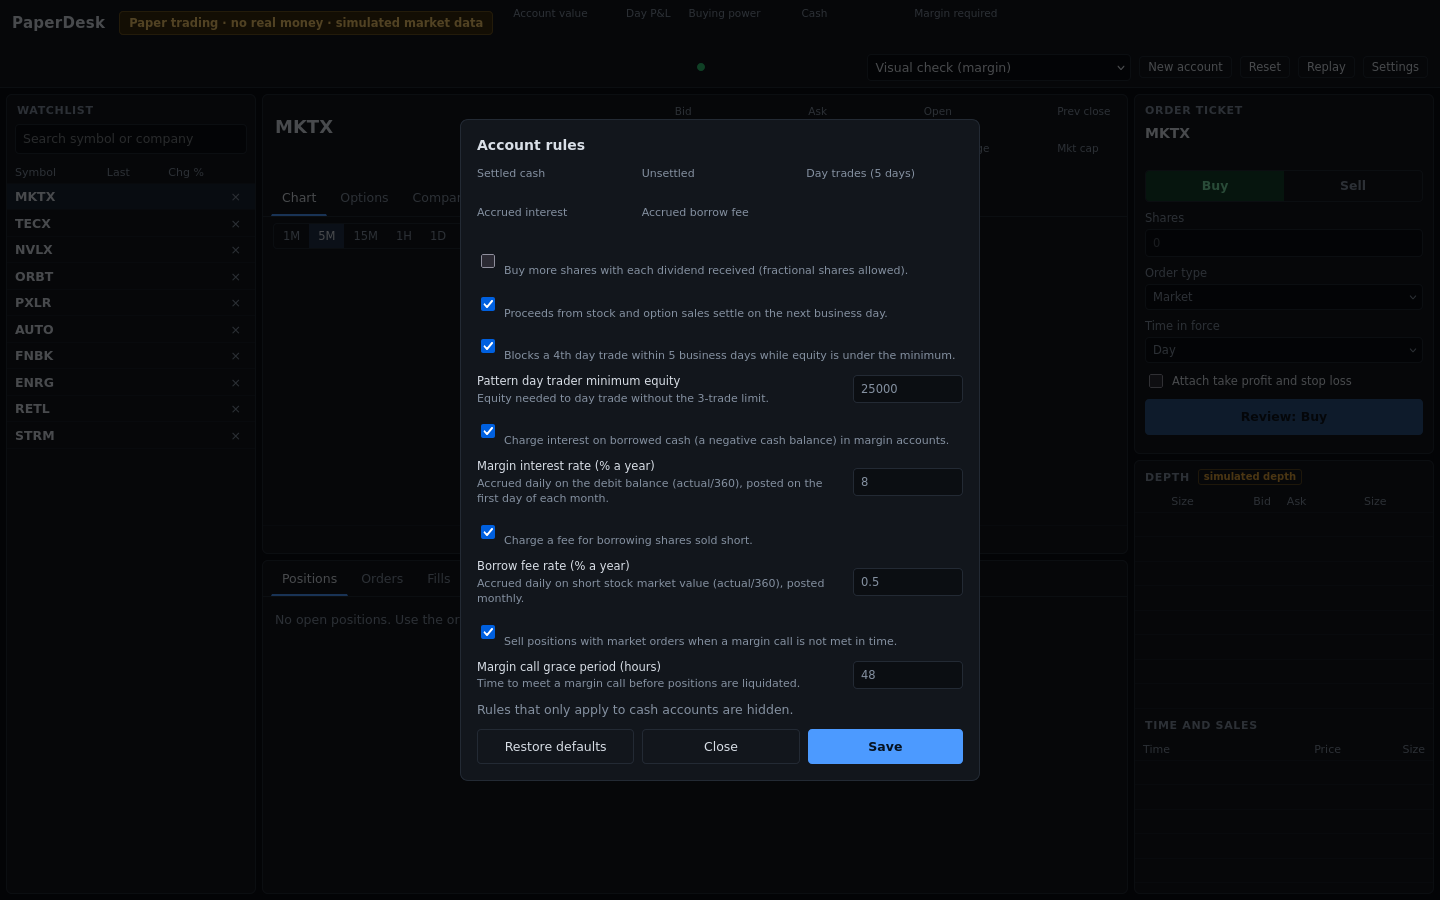 PaperDesk
Paper trading · no real money · simulated market data
Account value
Day P&L
Buying power
Cash
Margin required
Visual check (margin)
New account
Reset
Replay
Settings
WATCHLIST
Search symbol or company
Symbol Last Chg %
MKTX ×
TECX ×
NVLX ×
ORBT ×
PXLR ×
AUTO ×
FNBK ×
ENRG ×
RETL ×
STRM ×
MKTX
Bid
Ask
Open
Prev close
Mkt cap
Chart Options
1M 5M 15M 1H 1D
Positions Orders Fills
No open positions. Use the
Account rules
Settled cash
Unsettled
Day trades (5 days)
Accrued interest
Accrued borrow fee
Buy more shares with each dividend received (fractional shares allowed).
Proceeds from stock and option sales settle on the next business day.
Blocks a 4th day trade within 5 business days while equity is under the minimum.
Pattern day trader minimum equity
Equity needed to day trade without the 3-trade limit.
25000
Charge interest on borrowed cash (a negative cash balance) in margin accounts.
Margin interest rate (% a year)
Accrued daily on the debit balance (actual/360), posted on the
first day of each month.
8
Charge a fee for borrowing shares sold short.
Borrow fee rate (% a year)
Accrued daily on short stock market value (actual/360), posted
monthly.
0.5
Sell positions with market orders when a margin call is not met in time.
Margin call grace period (hours)
Time to meet a margin call before positions are liquidated.
48
Rules that only apply to cash accounts are hidden.
Restore defaults
Close
Save
ORDER TICKET
MKTX
Buy
Sell
Shares
0
Order type
Market
Time in force
Day
Attach take profit and stop loss
Review: Buy
DEPTH simulated depth
Size Bid Ask Size
TIME AND SALES
Time Price Size